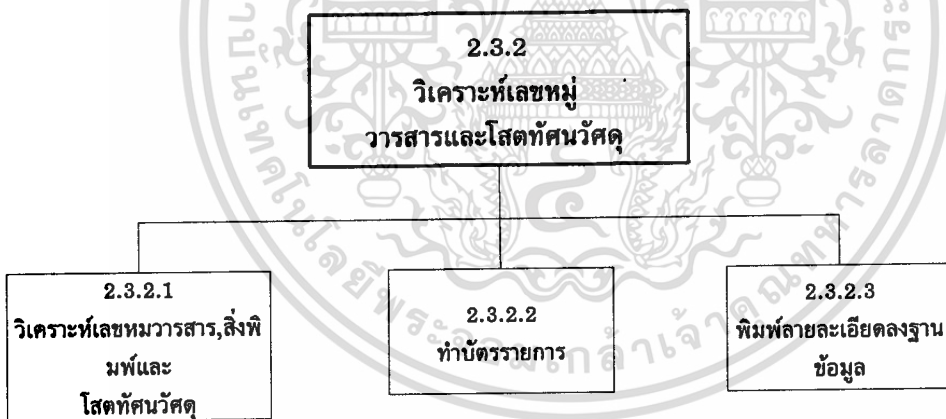 2.3.2
วิเคราะห์เลขหมู่
วารสารและโสตทัศนวัศดุ
2.3.2.1
วิเคราะห์เลขหมวารสาร,สิ่งพิ
มพ์และ
โสตทัศนวัศดุ
2.3.2.2
ทำบัตรรายการ
2.3.2.3
พิมพ์ลายละเอียดลงฐาน
ข้อมูล